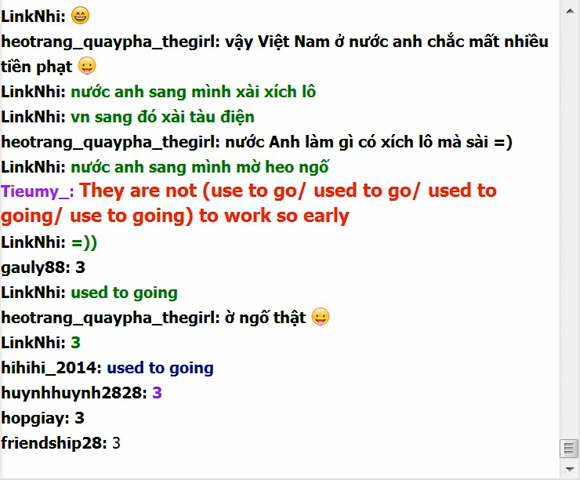 LinkNhi: 😄
heotrang_quaypha_thegirl: vậy Việt Nam ở nước anh chắc mất nhiều
tiền phạt 😛
LinkNhi: nước anh sang mình xài xích lô
LinkNhi: vn sang đó xài tàu điện
heotrang_quaypha_thegirl: nước Anh làm gì có xích lô mà sài =)
LinkNhi: nước anh sang mình mờ heo ngố
Tieumy_: They are not (use to go/ used to go/ used to
going/ use to going) to work so early
LinkNhi: =))
gauly88: 3
LinkNhi: used to going
heotrang_quaypha_thegirl: ờ ngố thật 😛
LinkNhi: 3
hihihi_2014: used to going
huynhhuynh2828: 3
hopgiay: 3
friendship28: 3